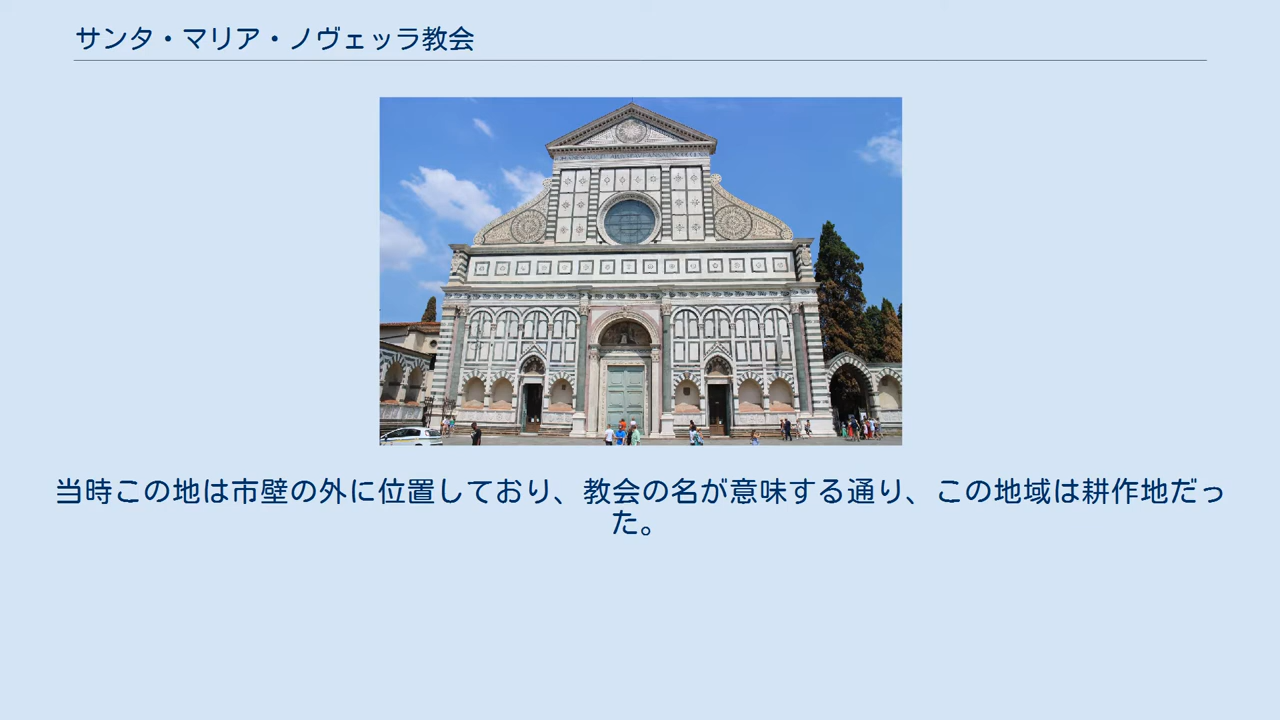 サンタ・マリア・ノヴェッラ教会
当時この地は市壁の外に位置しており、教会の名が意味する通り、この地域は耕作地だっ
た。